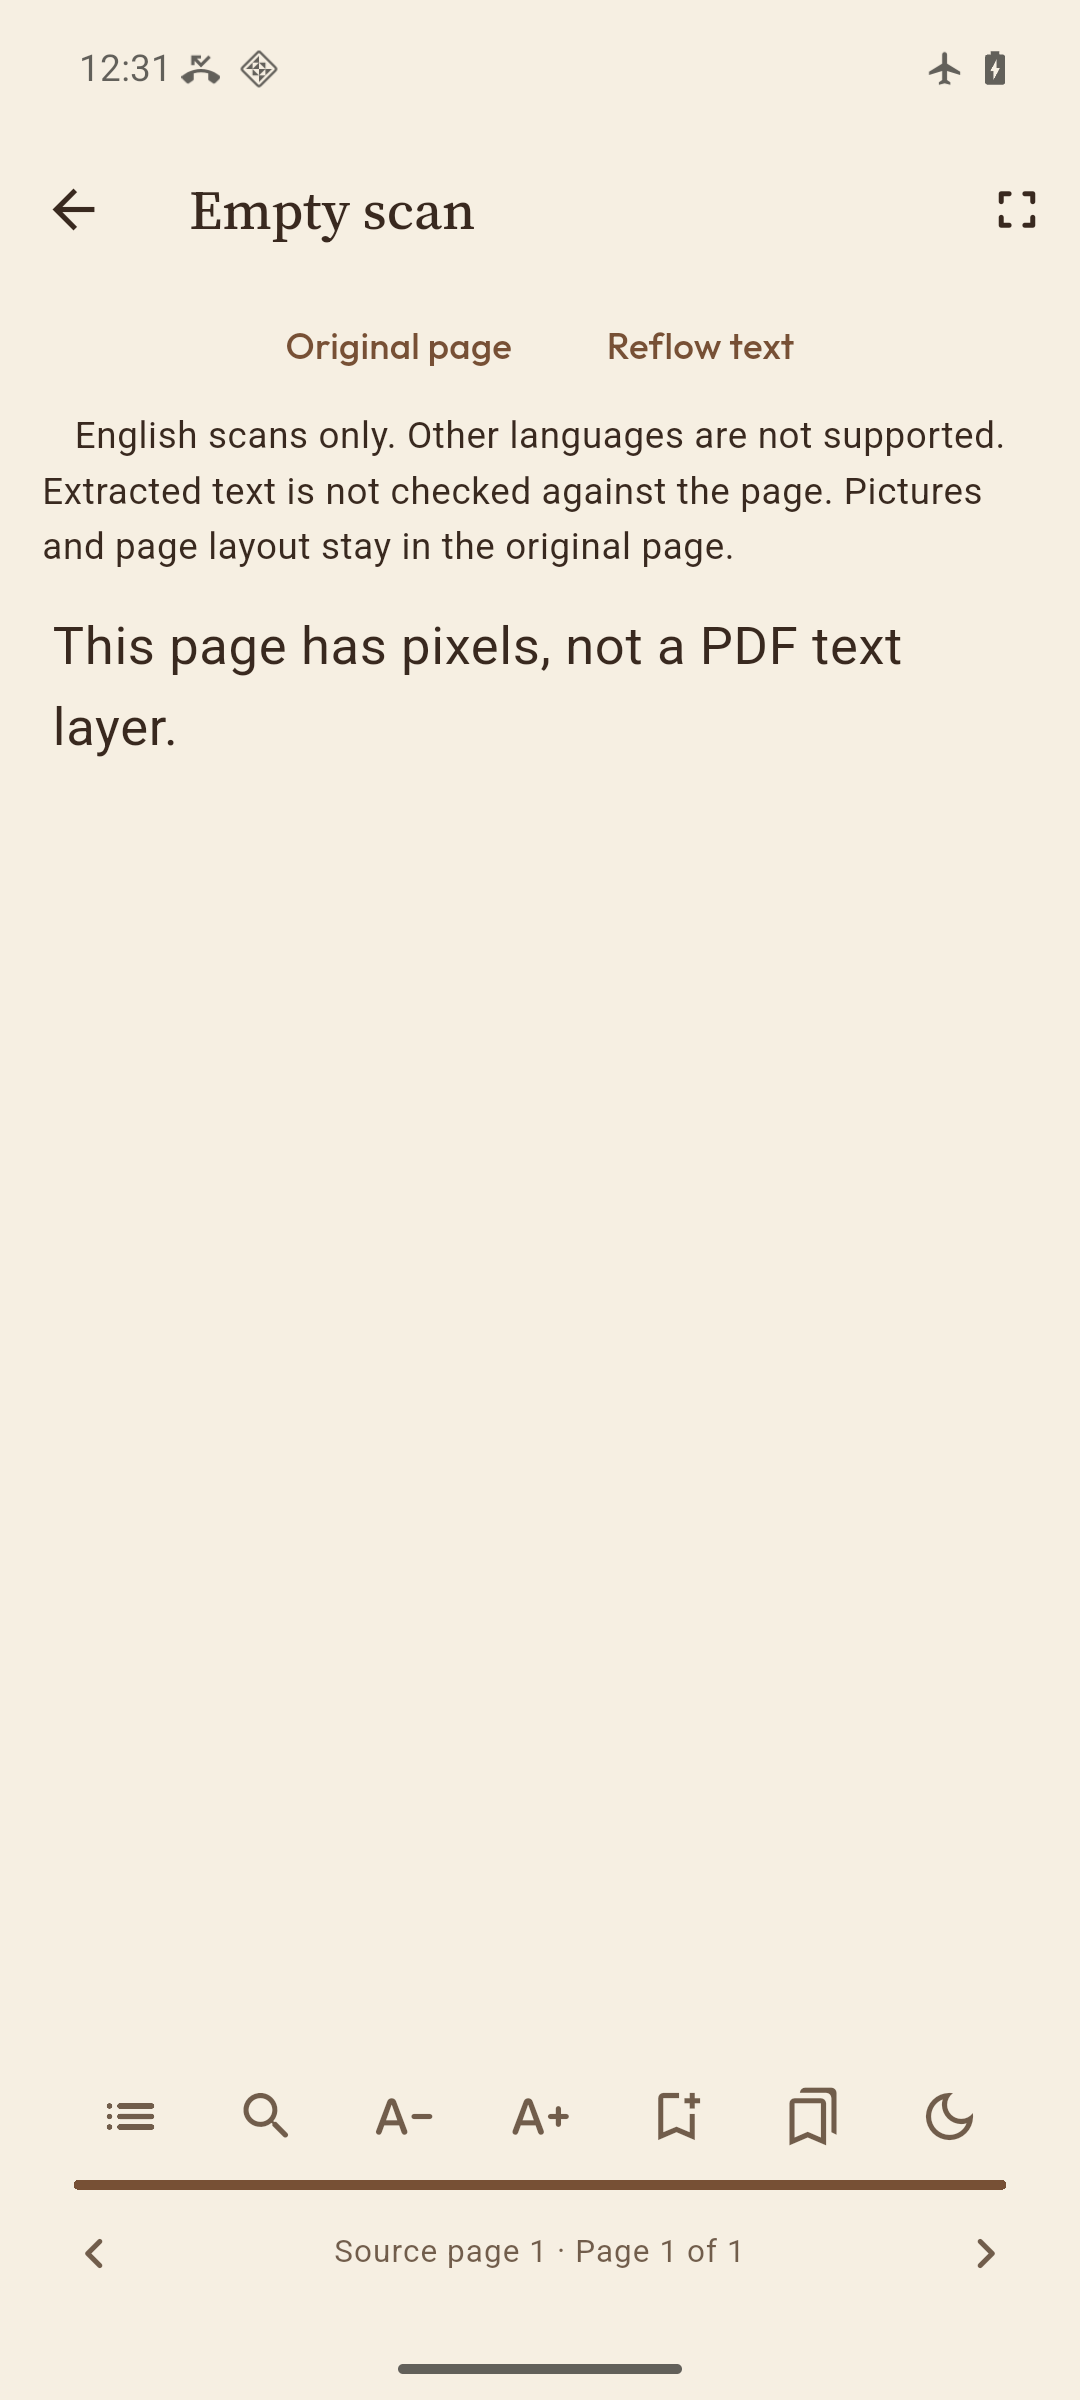 12:31
Empty scan
Original page
Reflow text
English scans only. Other languages are not supported.
Extracted text is not checked against the page. Pictures
and page layout stay in the original page.
This page has pixels, not a PDF text
layer.
A−
A+
Source page 1 · Page 1 of 1